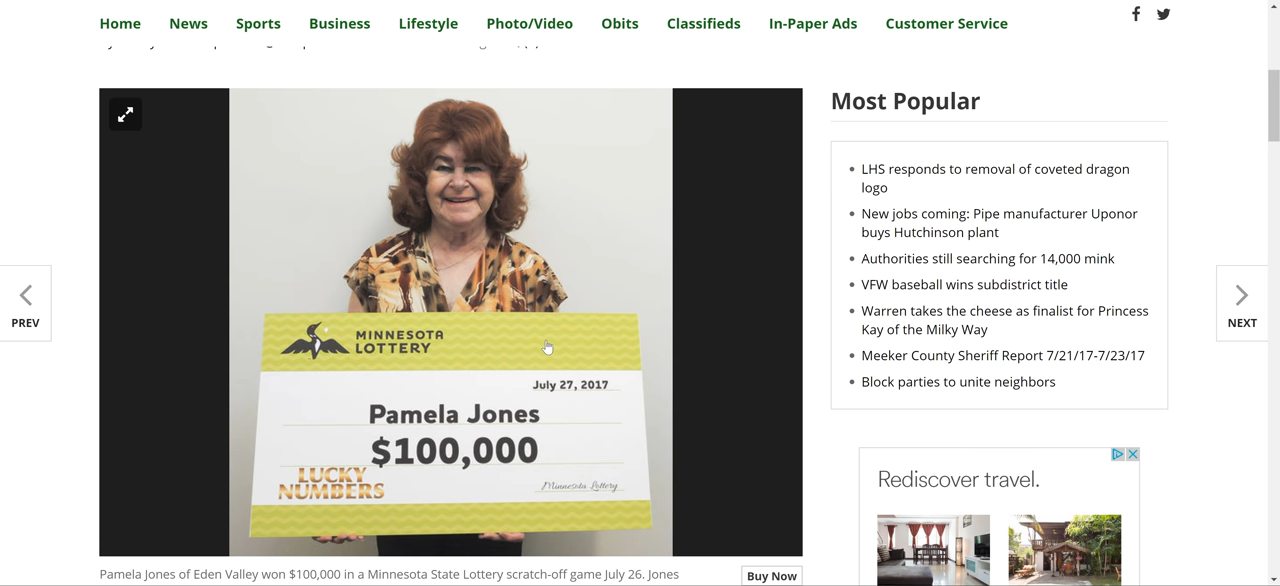 Home News Sports Business Lifestyle Photo/Video Obits Classifieds In-Paper Ads Customer Service
Most Popular
LHS responds to removal of coveted dragon
logo
New jobs coming: Pipe manufacturer Uponor
buys Hutchinson plant
Authorities still searching for 14,000 mink
VFW baseball wins subdistrict title
Warren takes the cheese as finalist for Princess
Kay of the Milky Way
Meeker County Sheriff Report 7/21/17-7/23/17
Block parties to unite neighbors
PREV
NEXT
MINNESOTA
LOTTERY
July 27, 2017
Pamela Jones
$100,000
LUCKY
NUMBERS
Minnesota Lottery
Rediscover travel.
Pamela Jones of Eden Valley won $100,000 in a Minnesota State Lottery scratch-off game July 26. Jones
Buy Now